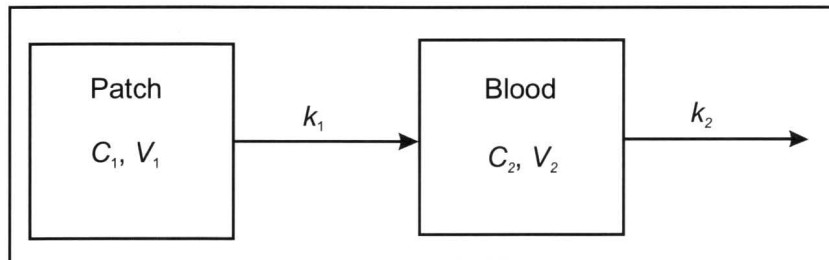 Patch
C₁, V₁
k₁
Blood
C₂, V₂
k₂